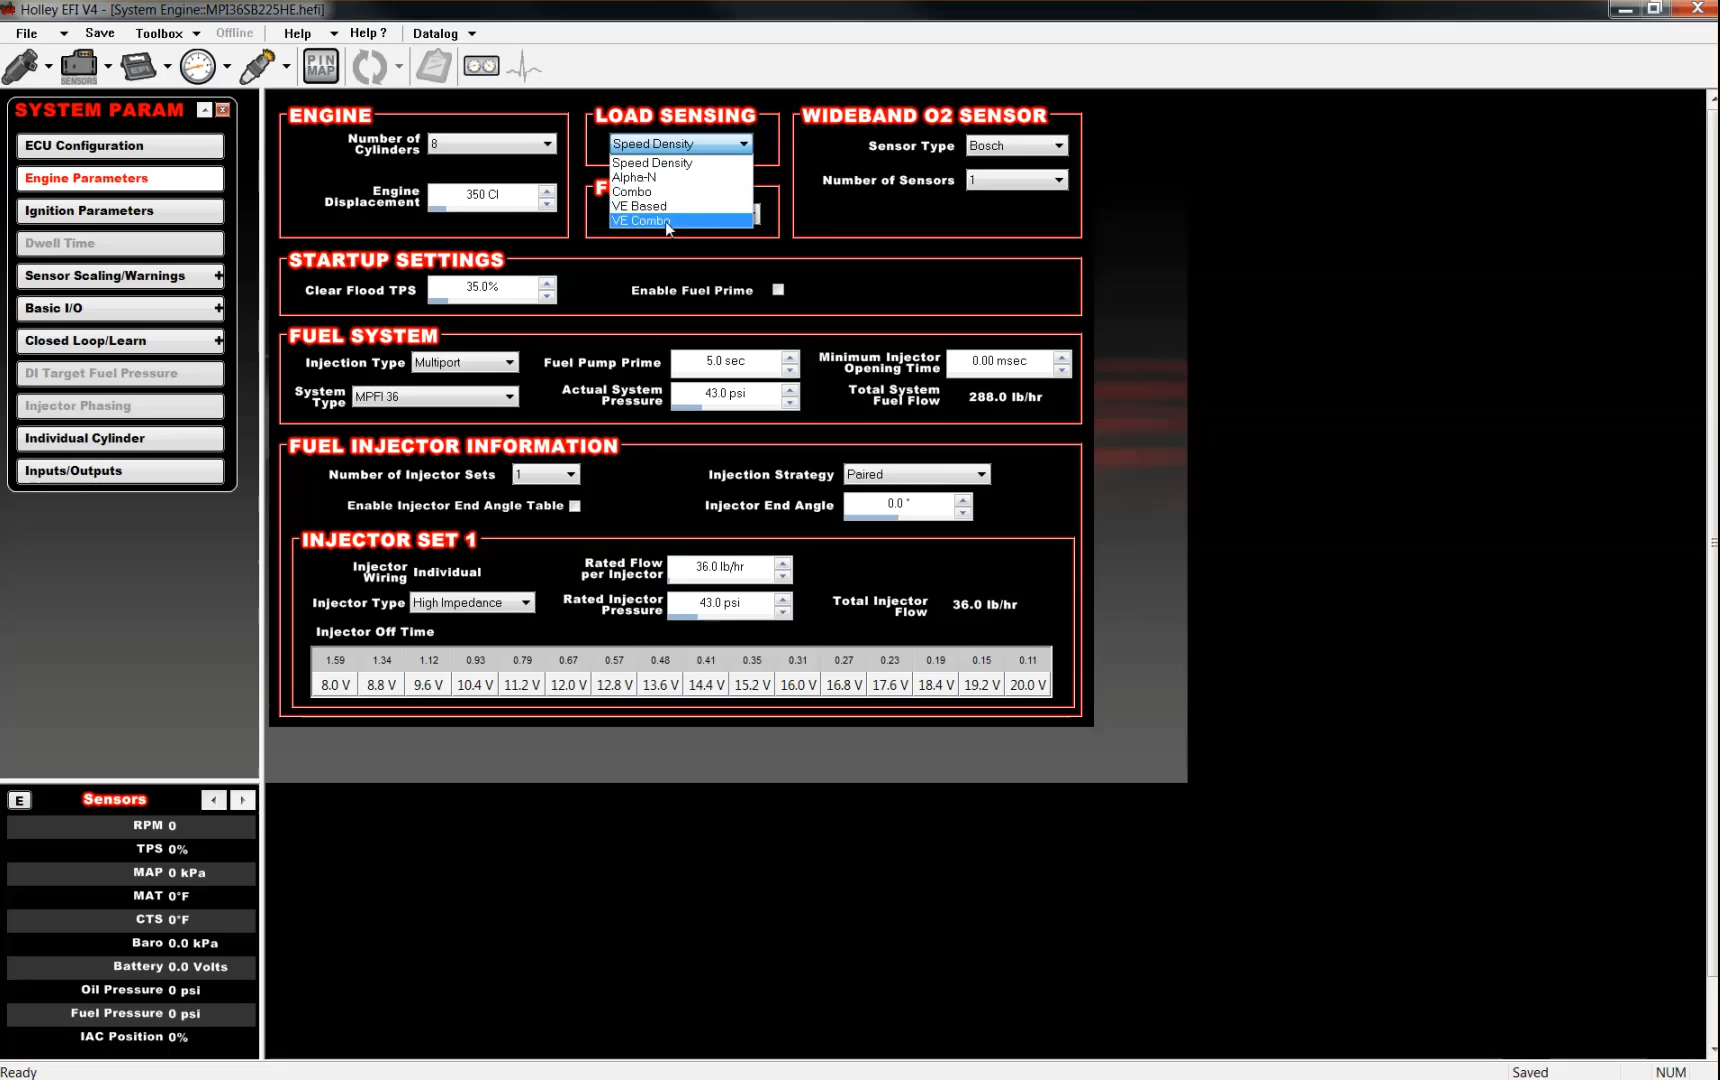 Holley EFI V4 - [System Engine::MPI36SB225HE.hefi]
File Save Toolbox Offline Help Help ? Datalog
SENSORS
EFI
PIN MAP
SYSTEM PARAM
ECU Configuration
Engine Parameters
Ignition Parameters
Dwell Time
Sensor Scaling/Warnings +
Basic I/O +
Closed Loop/Learn +
DI Target Fuel Pressure
Injector Phasing
Individual Cylinder
Inputs/Outputs
ENGINE
Number of Cylinders 8
Engine Displacement 350 CI
LOAD SENSING
Speed Density
Speed Density
Alpha-N
Combo
VE Based
VE Combo
F
WIDEBAND O2 SENSOR
Sensor Type Bosch
Number of Sensors 1
STARTUP SETTINGS
Clear Flood TPS 35.0% Enable Fuel Prime
FUEL SYSTEM
Injection Type Multiport Fuel Pump Prime 5.0 sec Minimum Injector Opening Time 0.00 msec
System Type MPFI 36 Actual System Pressure 43.0 psi Total System Fuel Flow 288.0 lb/hr
FUEL INJECTOR INFORMATION
Number of Injector Sets 1 Injection Strategy Paired
Enable Injector End Angle Table Injector End Angle 0.0 °
INJECTOR SET 1
Injector Wiring Individual Rated Flow per Injector 36.0 lb/hr
Injector Type High Impedance Rated Injector Pressure 43.0 psi Total Injector Flow 36.0 lb/hr
Injector Off Time
1.59 1.34 1.12 0.93 0.79 0.67 0.57 0.48 0.41 0.35 0.31 0.27 0.23 0.19 0.15 0.11
8.0 V 8.8 V 9.6 V 10.4 V 11.2 V 12.0 V 12.8 V 13.6 V 14.4 V 15.2 V 16.0 V 16.8 V 17.6 V 18.4 V 19.2 V 20.0 V
E Sensors
RPM 0
TPS 0%
MAP 0 kPa
MAT 0°F
CTS 0°F
Baro 0.0 kPa
Battery 0.0 Volts
Oil Pressure 0 psi
Fuel Pressure 0 psi
IAC Position 0%
Ready Saved NUM